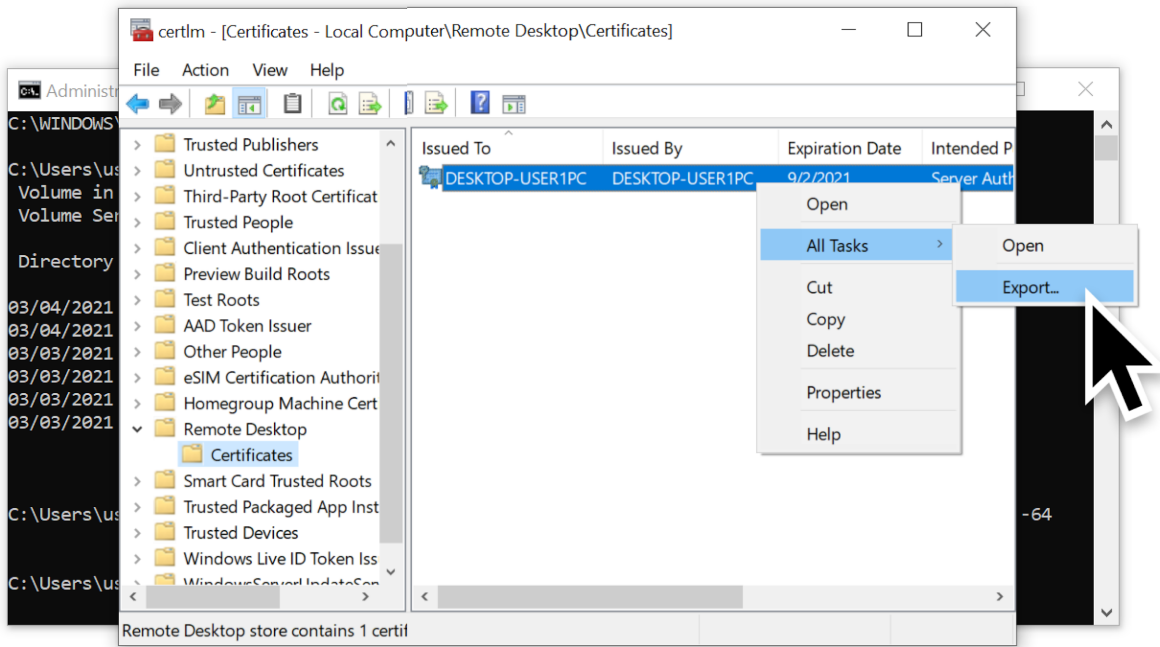 certlm - [Certificates - Local Computer\Remote Desktop\Certificates]
File Action View Help
Administr
C:\WINDOWS\
C:\Users\us
Volume in
Volume Ser
Directory
03/04/2021
03/04/2021
03/03/2021
03/03/2021
03/03/2021
03/03/2021
C:\Users\us
-64
C:\Users\us
Trusted Publishers
Untrusted Certificates
Third-Party Root Certificat
Trusted People
Client Authentication Issue
Preview Build Roots
Test Roots
AAD Token Issuer
Other People
eSIM Certification Authorit
Homegroup Machine Cert
Remote Desktop
Certificates
Smart Card Trusted Roots
Trusted Packaged App Inst
Trusted Devices
Windows Live ID Token Iss
WindowsServerUpdateSer
Issued To Issued By Expiration Date Intended P
DESKTOP-USER1PC DESKTOP-USER1PC 9/2/2021 Server Auth
Open
All Tasks
Cut
Copy
Delete
Properties
Help
Open
Export...
Remote Desktop store contains 1 certif